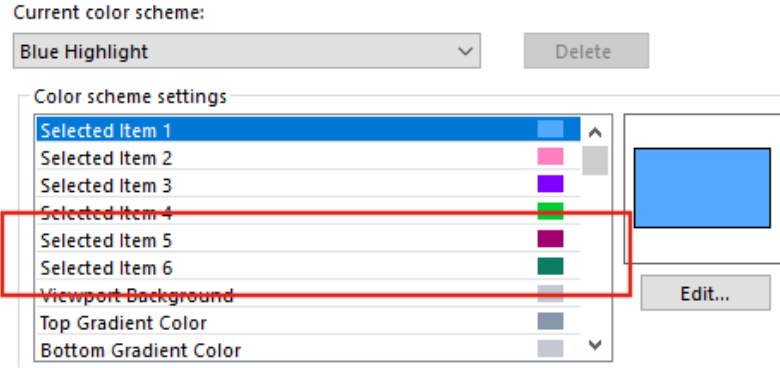 Current color scheme:
Blue Highlight
Delete
Color scheme settings
Selected Item 1
Selected Item 2
Selected Item 3
Selected Item 4
Selected Item 5
Selected Item 6
Viewport Background
Edit...
Top Gradient Color
Bottom Gradient Color